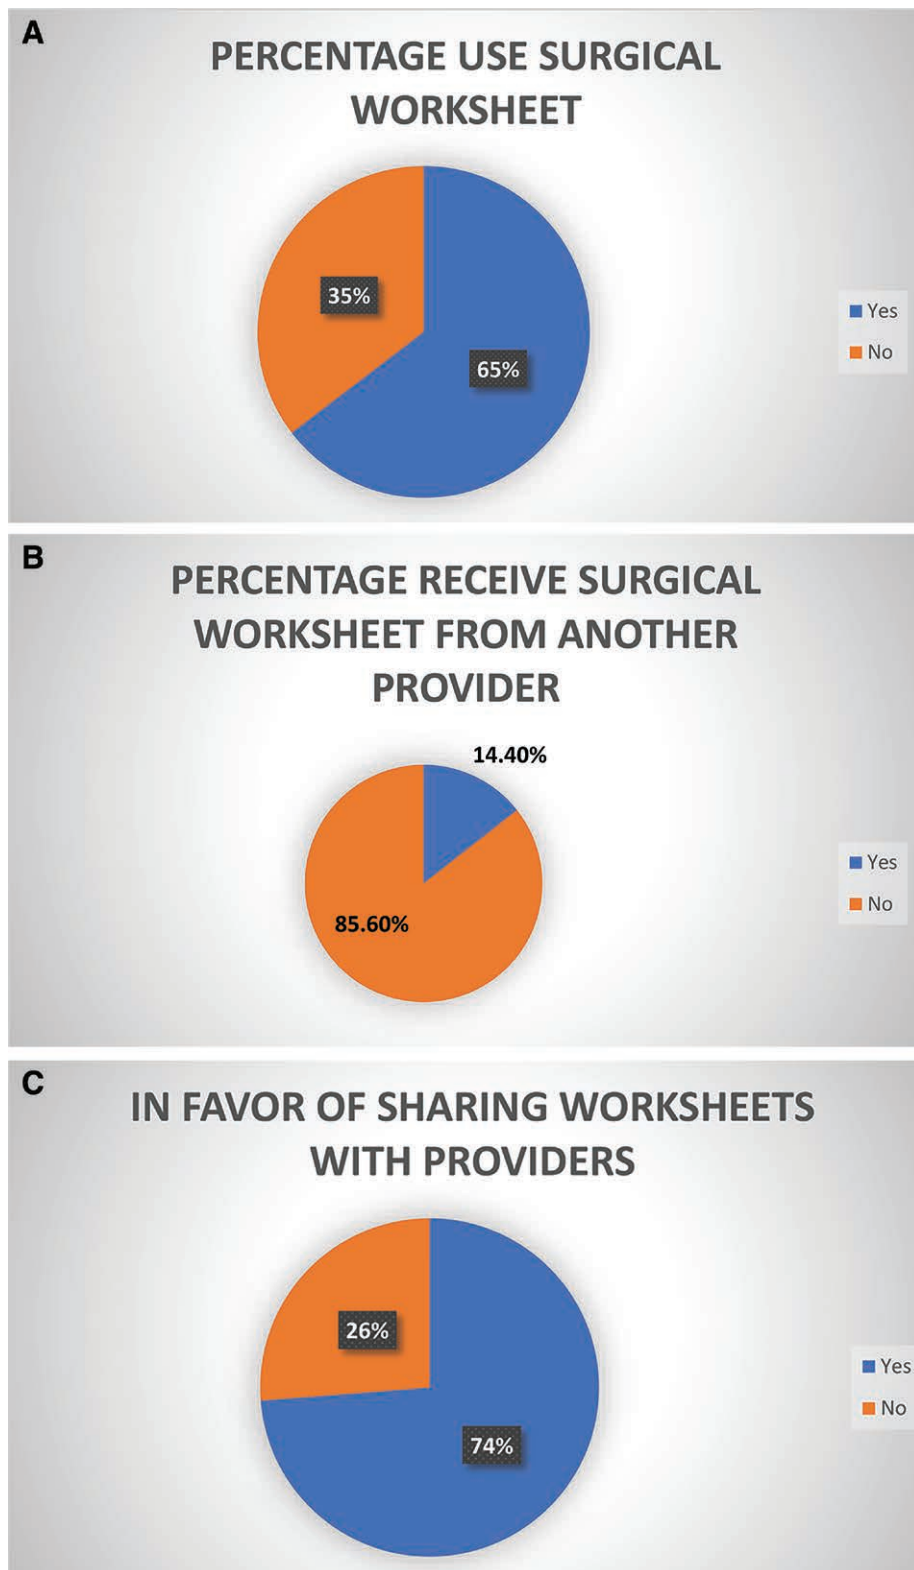 A
PERCENTAGE USE SURGICAL
WORKSHEET
35%
65%
Yes
No
B
PERCENTAGE RECEIVE SURGICAL
WORKSHEET FROM ANOTHER
PROVIDER
14.40%
85.60%
Yes
No
C
IN FAVOR OF SHARING WORKSHEETS
WITH PROVIDERS
26%
74%
Yes
No